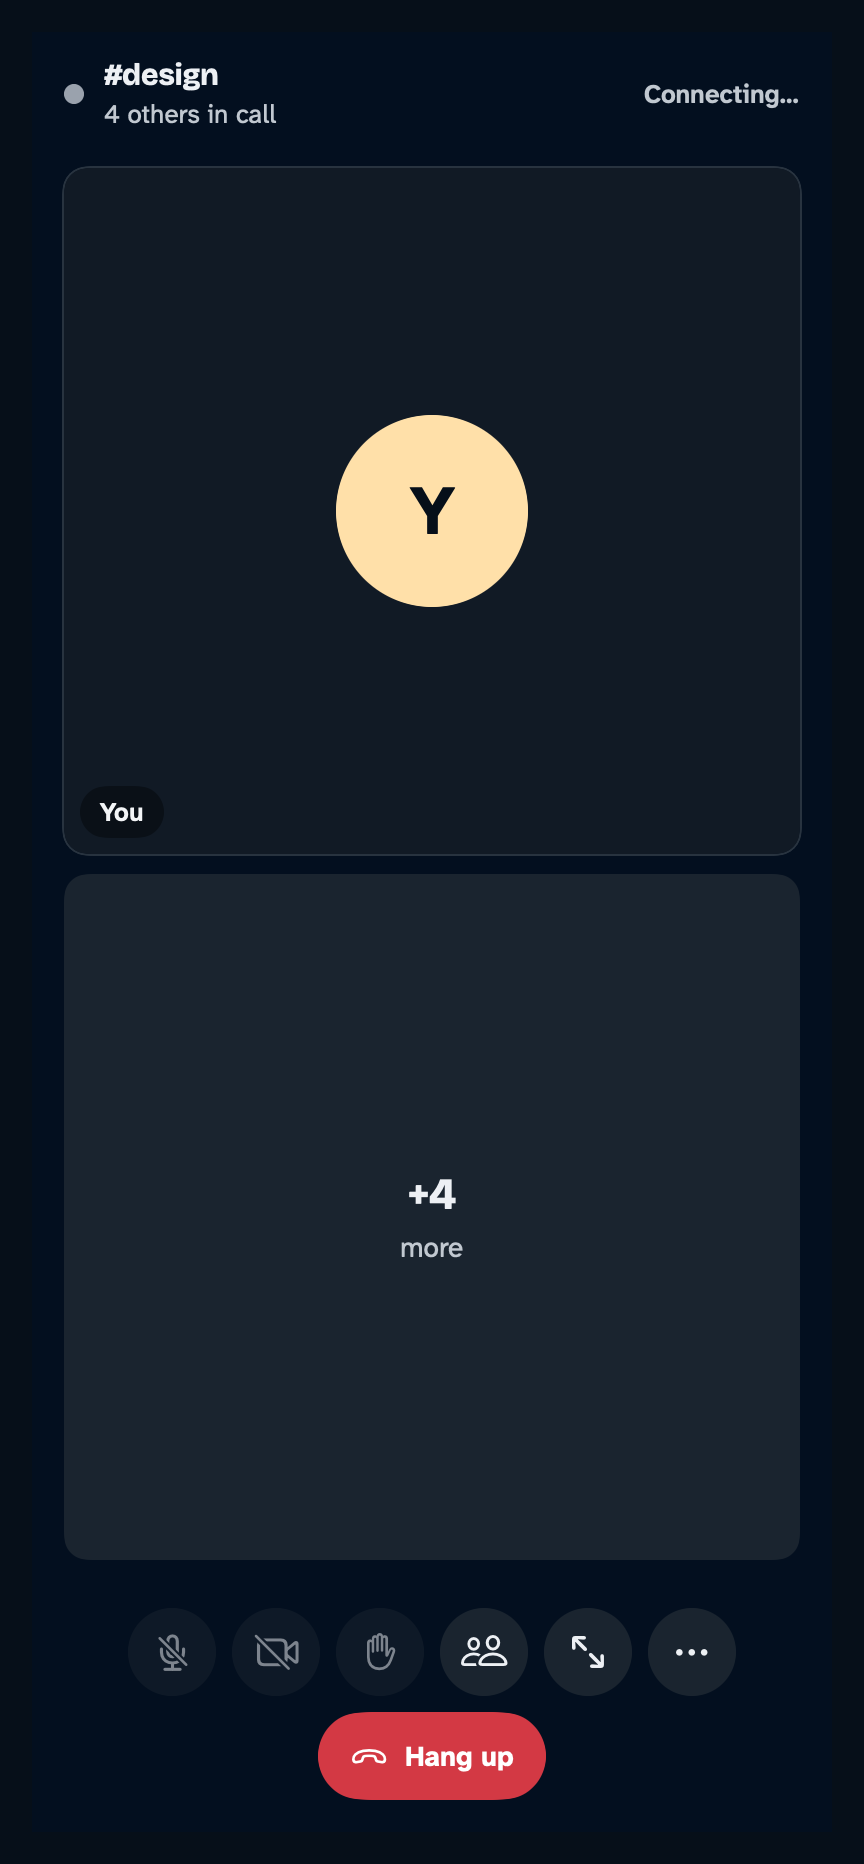 #design
4 others in call
Connecting...
Y
You
+4
more
Hang up